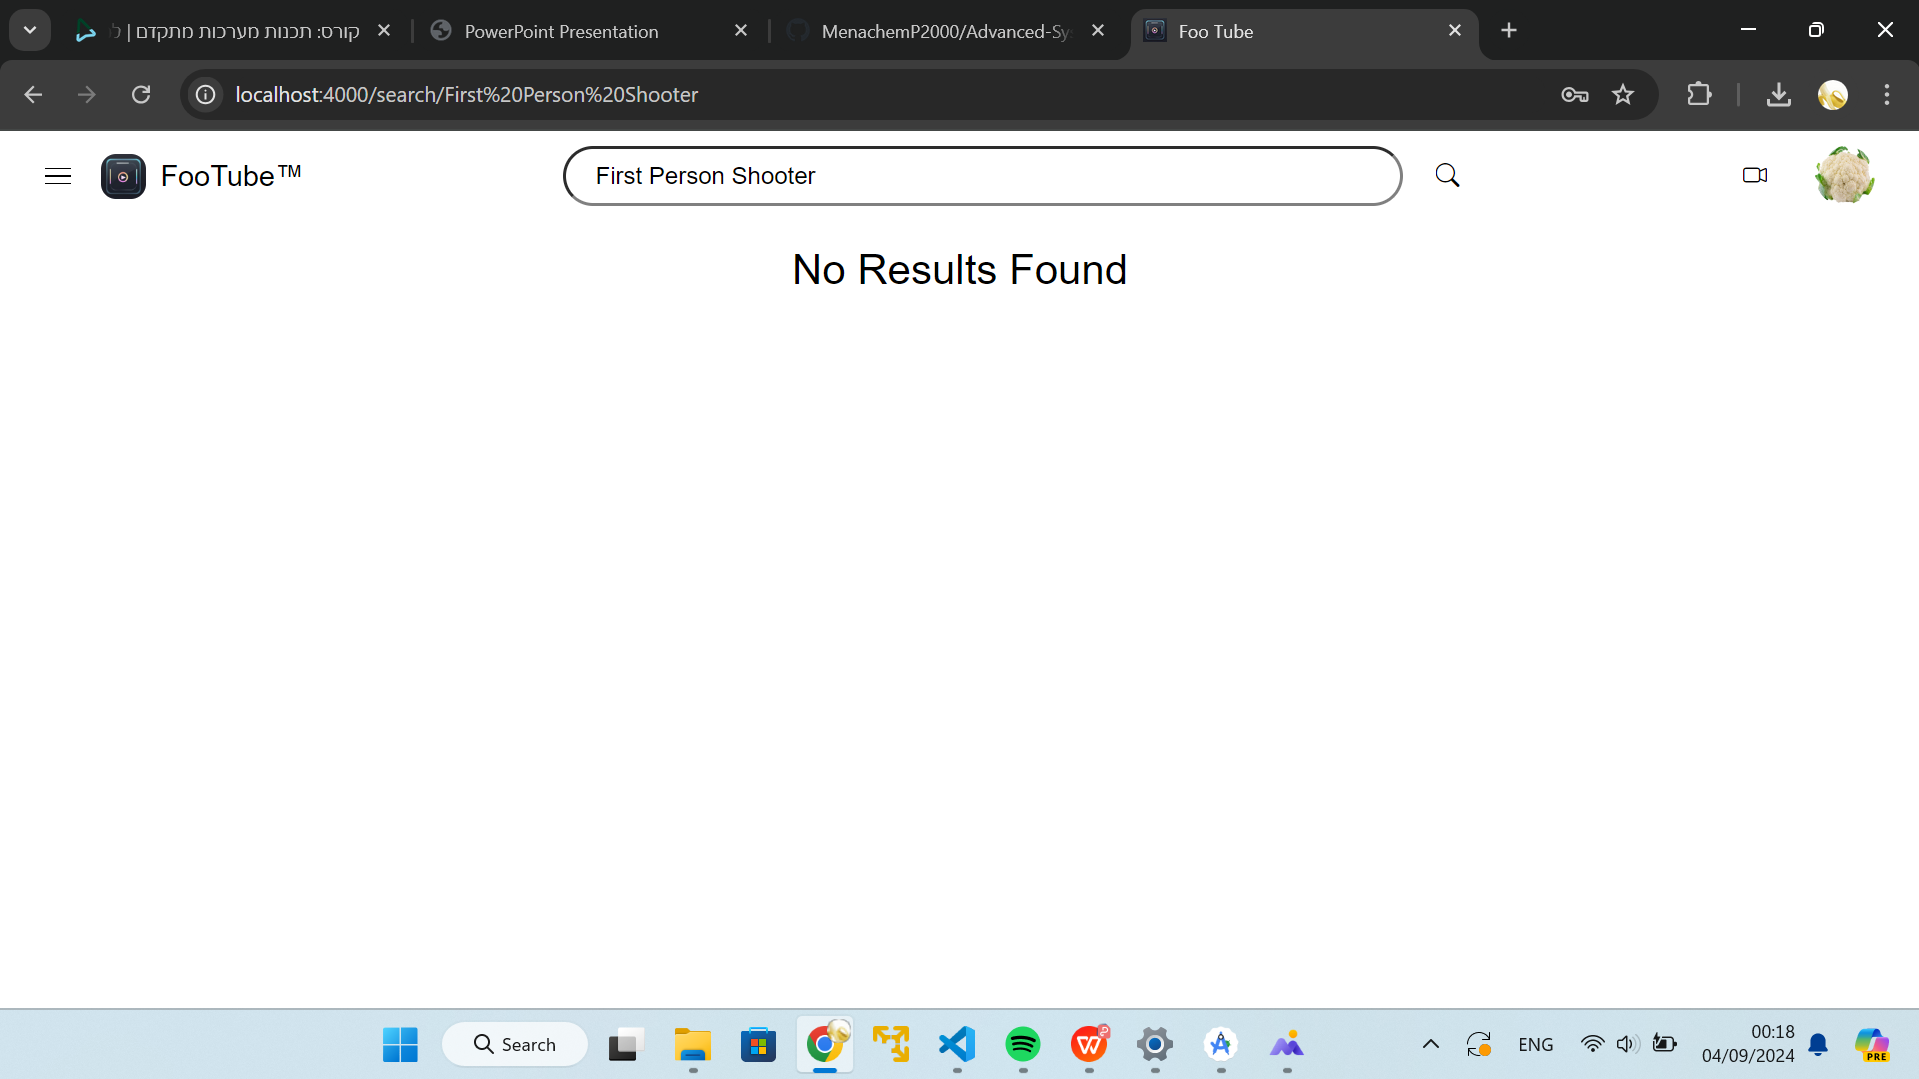 קורס: תכנות מערכות מתקדם | ל
PowerPoint Presentation
MenachemP2000/Advanced-Sy
Foo Tube
localhost:4000/search/First%20Person%20Shooter
FooTube™
First Person Shooter
No Results Found
Search
ENG
00:18
04/09/2024
PRE